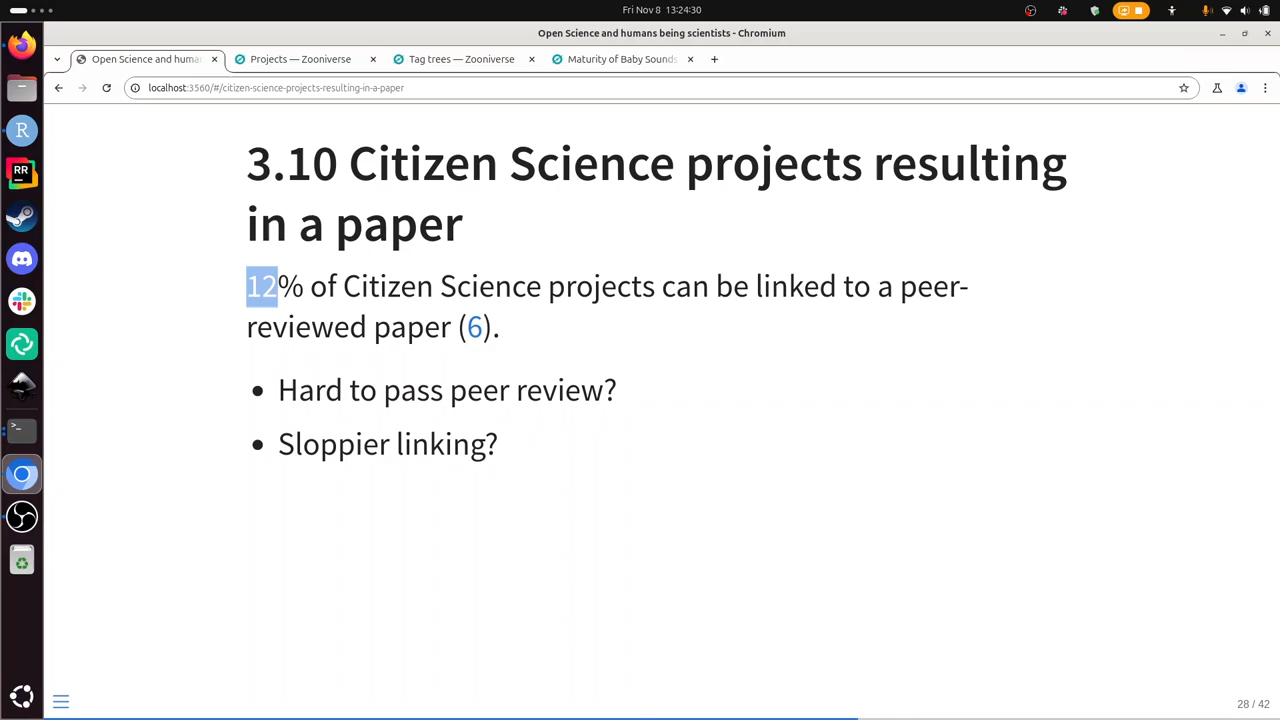 Fri Nov 8 13:24:30
Open Science and humans being scientists - Chromium
Open Science and huma
Projects — Zooniverse
Tag trees — Zooniverse
Maturity of Baby Sounds
localhost:3560/#/citizen-science-projects-resulting-in-a-paper
3.10 Citizen Science projects resulting
in a paper
12% of Citizen Science projects can be linked to a peer-
reviewed paper (6).
• Hard to pass peer review?
• Sloppier linking?
R
RR
28 / 42